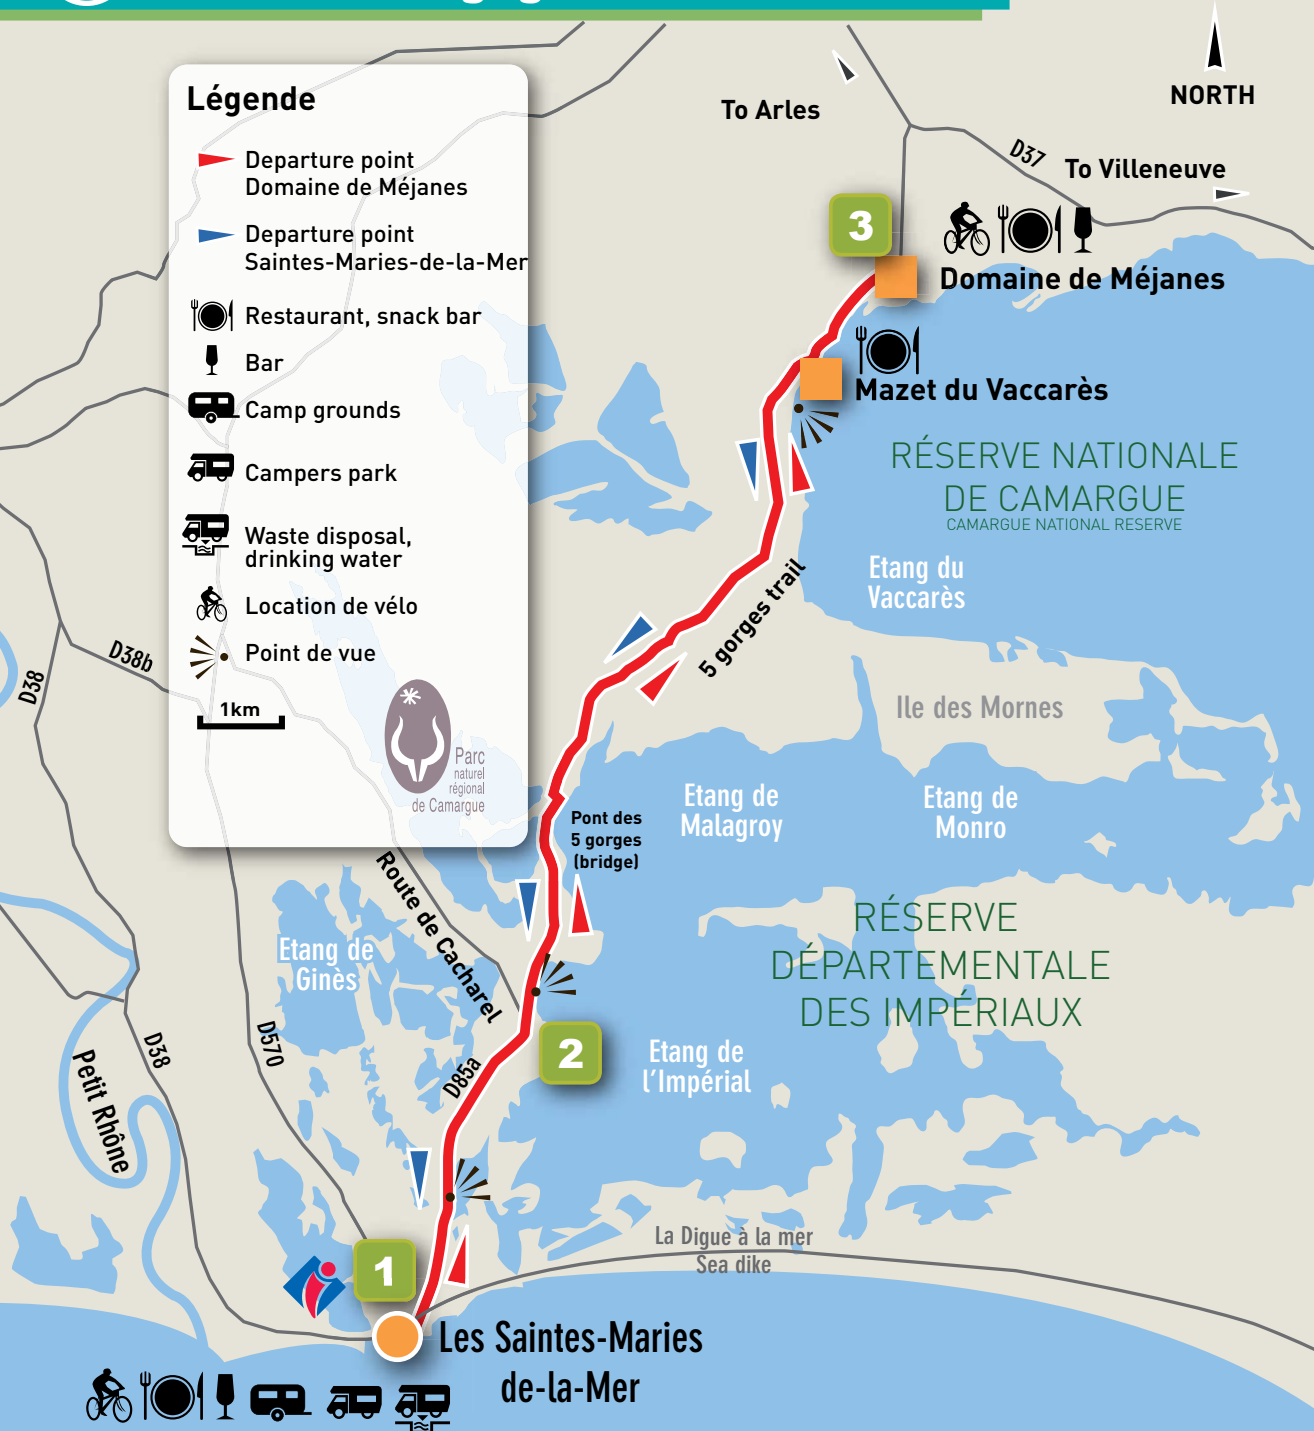 Légende
Departure point
Domaine de Méjanes
Departure point
Saintes-Maries-de-la-Mer
Restaurant, snack bar
Bar
Camp grounds
Campers park
Waste disposal,
drinking water
Location de vélo
Point de vue
1km
Parc
naturel
régional
de Camargue
NORTH
To Arles
D37
To Villeneuve
3
Domaine de Méjanes
Mazet du Vaccarès
RÉSERVE NATIONALE
DE CAMARGUE
CAMARGUE NATIONAL RESERVE
Etang du
Vaccarès
5 gorges trail
D38b
D38
Ile des Mornes
Etang de
Malagroy
Etang de
Monro
Pont des
5 gorges
(bridge)
Route de Cacharel
RÉSERVE
DÉPARTEMENTALE
DES IMPÉRIAUX
Etang de
Ginès
2
Etang de
l'Impérial
D85a
D570
D38
Petit Rhône
La Digue à la mer
Sea dike
1
Les Saintes-Maries
de-la-Mer